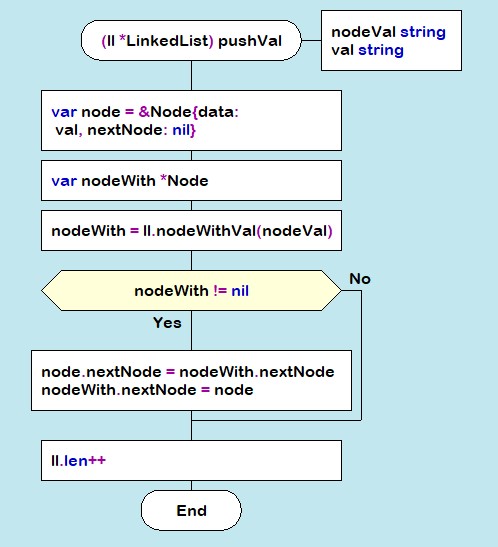 (ll *LinkedList) pushVal
nodeVal string
val string
var node = &Node{data:
val, nextNode: nil}
var nodeWith *Node
nodeWith = ll.nodeWithVal(nodeVal)
nodeWith != nil
No
Yes
node.nextNode = nodeWith.nextNode
nodeWith.nextNode = node
ll.len++
End